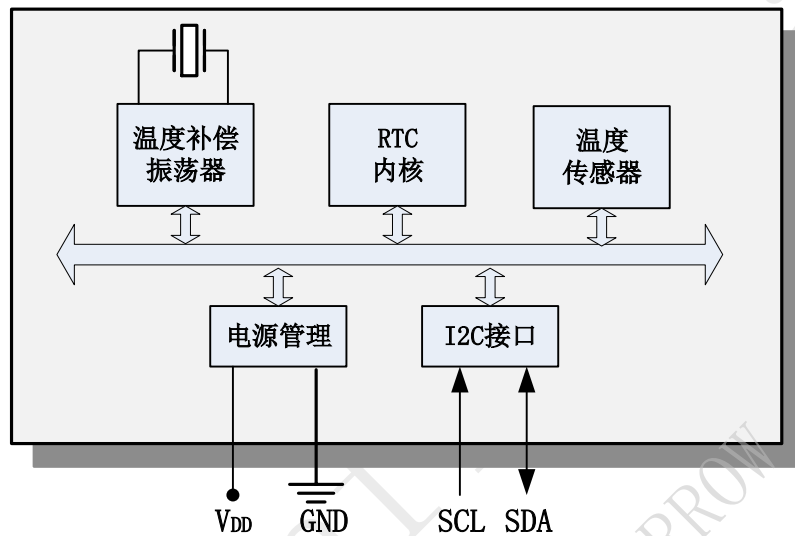 温度补偿
振荡器
RTC
内核
温度
传感器
电源管理
I2C接口
VDD
GND
SCL
SDA